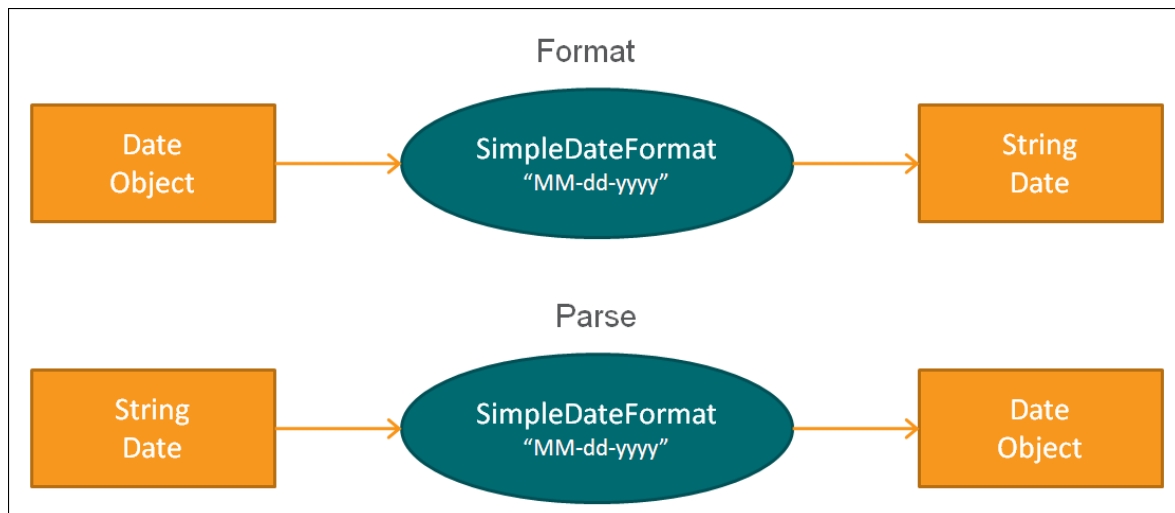 Format
Date
Object
SimpleDateFormat
“MM-dd-yyyy”
String
Date
Parse
String
Date
SimpleDateFormat
“MM-dd-yyyy”
Date
Object